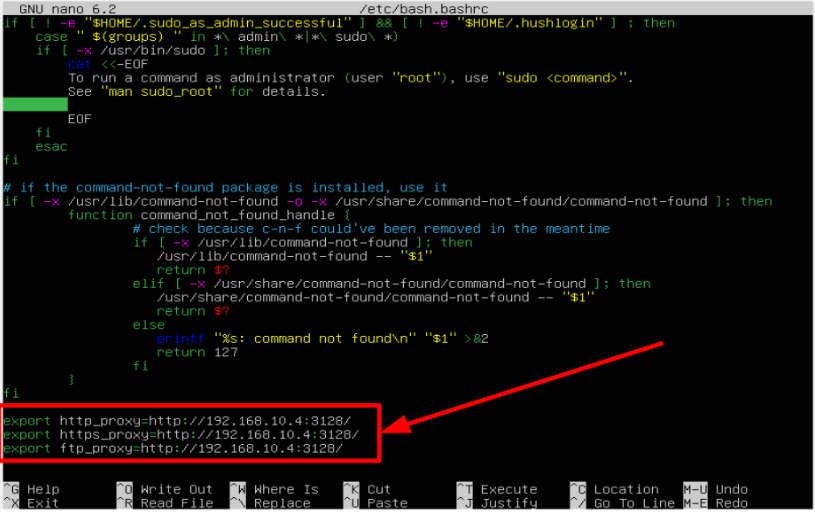 GNU nano 6.2 /etc/bash.bashrc
if [ ! -e "$HOME/.sudo_as_admin_successful" ] && [ ! -e "$HOME/.hushlogin" ] ; then
    case " $(groups) " in *\ admin\ *|*\ sudo\ *)
    if [ -x /usr/bin/sudo ]; then
        cat <<-EOF
        To run a command as administrator (user "root"), use "sudo <command>".
        See "man sudo_root" for details.
        EOF
    fi
    esac
fi
# if the command-not-found package is installed, use it
if [ -x /usr/lib/command-not-found -o -x /usr/share/command-not-found/command-not-found ]; then
        function command_not_found_handle {
                # check because c-n-f could've been removed in the meantime
                if [ -x /usr/lib/command-not-found ]; then
                   /usr/lib/command-not-found -- "$1"
                   return $?
                elif [ -x /usr/share/command-not-found/command-not-found ]; then
                   /usr/share/command-not-found/command-not-found -- "$1"
                   return $?
                else
                   printf "%s: command not found\n" "$1" >&2
                   return 127
                fi
        }
fi
export http_proxy=http://192.168.10.4:3128/
export https_proxy=http://192.168.10.4:3128/
export ftp_proxy=http://192.168.10.4:3128/
^G Help ^O Write Out ^W Where Is ^K Cut ^T Execute ^C Location M-U Undo
^X Exit ^R Read File ^\ Replace ^U Paste ^J Justify ^/ Go To Line M-E Redo